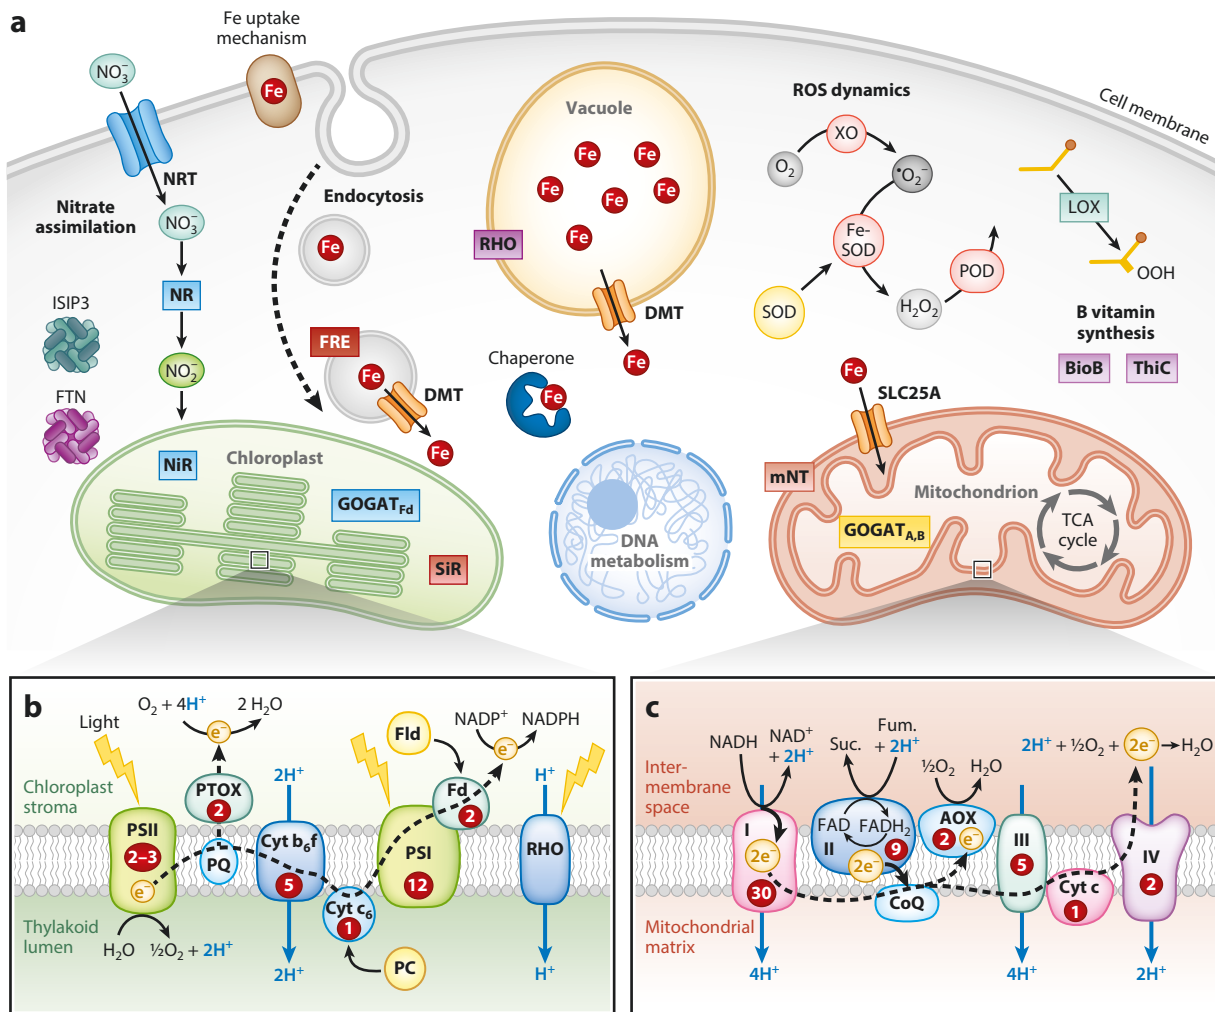 a
Fe uptake
mechanism
Fe
NO₃⁻
NRT
Nitrate
assimilation
NO₃⁻
NR
NO₂⁻
ISIP3
FTN
Endocytosis
Fe
FRE
Fe
DMT
Fe
Vacuole
Fe
Fe
Fe
Fe
Fe
Fe
RHO
DMT
Fe
Chaperone
Fe
ROS dynamics
O₂
XO
•O₂⁻
Fe-
SOD
SOD
H₂O₂
POD
Cell membrane
LOX
OOH
B vitamin
synthesis
BioB
ThiC
Chloroplast
NiR
GOGAT_Fd
SiR
DNA
metabolism
Fe
SLC25A
mNT
Mitochondrion
GOGAT_A,B
TCA
cycle
b
Light
O₂ + 4H⁺
2 H₂O
e⁻
Chloroplast
stroma
PTOX
2
PSII
2–3
e⁻
PQ
2H⁺
Cyt b₆f
5
2H⁺
Cyt c₆
1
PC
Fld
NADP⁺
NADPH
e⁻
Fd
2
PSI
12
H⁺
RHO
H⁺
Thylakoid
lumen
H₂O
½O₂ + 2H⁺
c
NADH
NAD⁺
+ 2H⁺
Suc.
Fum.
+ 2H⁺
½O₂
H₂O
2H⁺ + ½O₂ + 2e⁻
H₂O
Inter-
membrane
space
I
2e⁻
30
4H⁺
FAD
FADH₂
II
9
2e⁻
CoQ
AOX
2
e⁻
III
5
4H⁺
Cyt c
1
IV
2
2H⁺
Mitochondrial
matrix